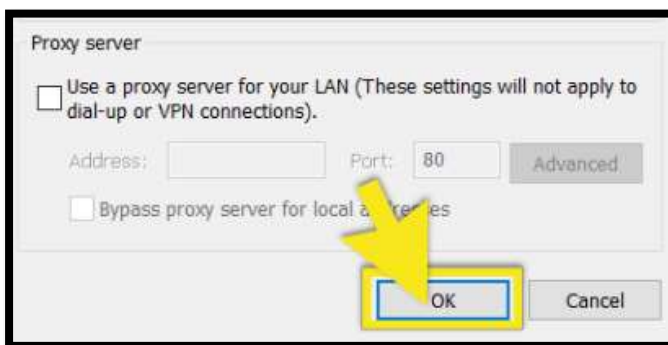 Proxy server
Use a proxy server for your LAN (These settings will not apply to
dial-up or VPN connections).
Address: Port: 80 Advanced
Bypass proxy server for local addresses
OK Cancel